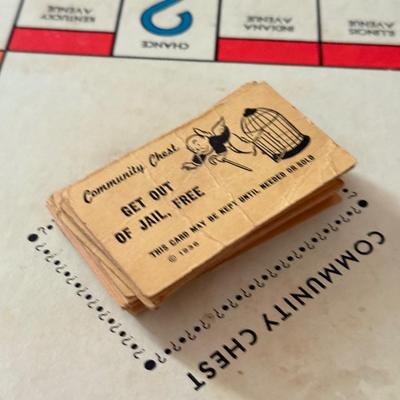 KENTUCKY
AVENUE
CHANCE
INDIANA
AVENUE
ILLINOIS
AVENUE
Community Chest
GET OUT
OF JAIL, FREE
THIS CARD MAY BE KEPT UNTIL NEEDED OR SOLD
© 1936
COMMUNITY CHEST